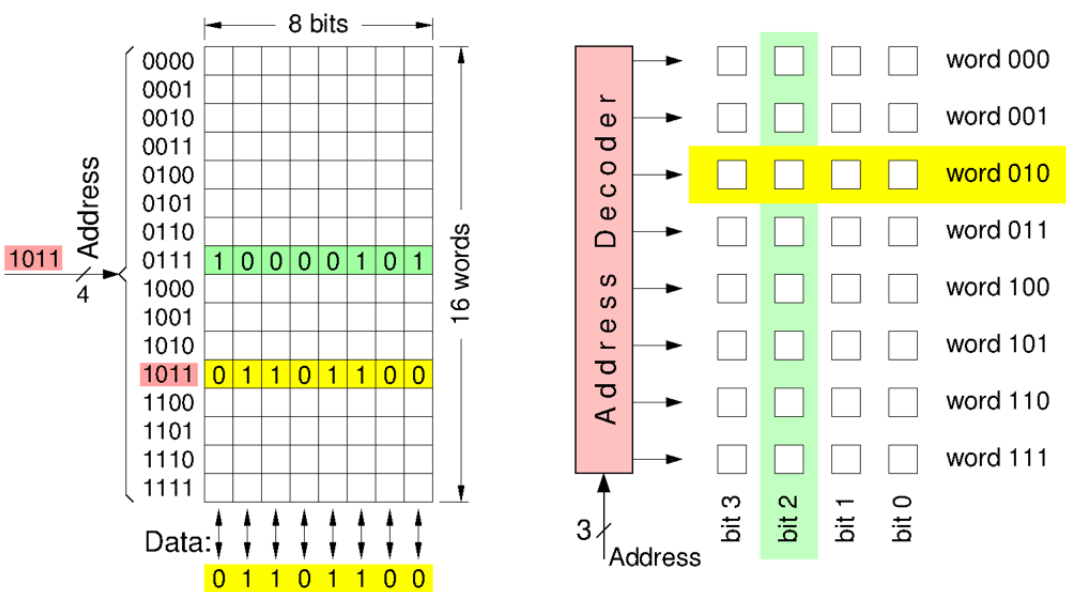 8 bits
0000
0001
0010
0011
0100
0101
0110
0111 1 0 0 0 0 1 0 1
1000
1001
1010
1011 0 1 1 0 1 1 0 0
1100
1101
1110
1111
1011
4
Address
16 words
Data:
0 1 1 0 1 1 0 0
Address Decoder
word 000
word 001
word 010
word 011
word 100
word 101
word 110
word 111
bit 3 bit 2 bit 1 bit 0
3
Address